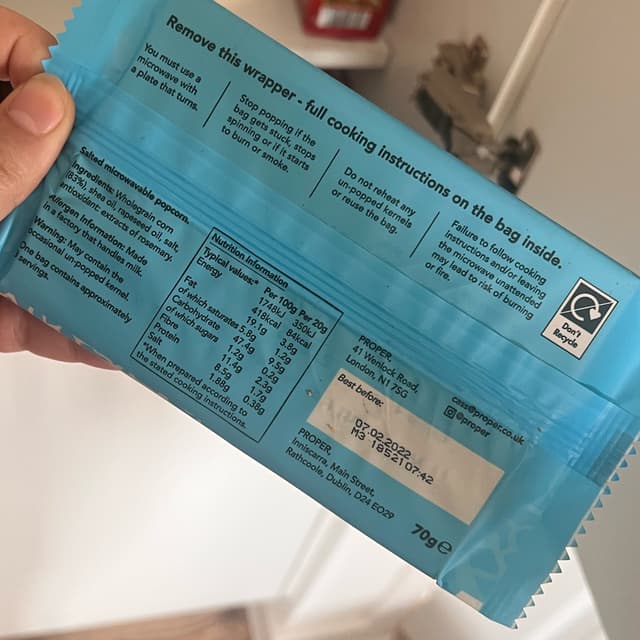 Remove this wrapper - full cooking instructions on the bag inside.
You must use a
microwave with
a plate that turns.
Stop popping if the
bag gets stuck, stops
spinning or if it starts
to burn or smoke.
Do not reheat any
un-popped kernels
or reuse the bag.
Failure to follow cooking
instructions and/or leaving
the microwave unattended
may lead to risk of burning
or fire.
Don't
Recycle
Salted microwavable popcorn.
Ingredients: Wholegrain corn
(83%), shea oil, rapeseed oil, salt,
antioxidant: extracts of rosemary.
Allergen Information: Made
in a factory that handles milk.
Warning: May contain the
occasional un-popped kernel.
One bag contains approximately
servings.
Nutrition Information
Typical values:* Per 100g Per 20g
Energy 1748kJ 350kJ
418kcal 84kcal
Fat 19.1g 3.8g
of which saturates 5.9g 1.2g
Carbohydrate 47.4g 9.5g
of which sugars 1.2g 0.2g
Fibre 11.4g 2.3g
Protein 8.5g 1.7g
Salt 1.88g 0.38g
*When prepared according to
the stated cooking instructions.
PROPER,
41 Wenlock Road,
London, N1 7SG
@proper.co.uk
@proper
Best before:
07.02.2022
M3 1852107:42
PROPER,
Inniscarra, Main Street,
Rathcoole, Dublin, D24 E029
70g℮